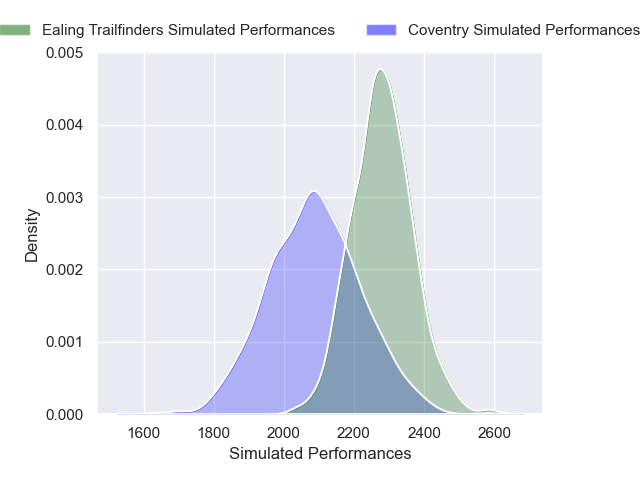 Ealing Trailfinders Simulated Performances Coventry Simulated Performances
0.005
0.004
0.003
0.002
0.001
0.000
Density
1600 1800 2000 2200 2400 2600
Simulated Performances